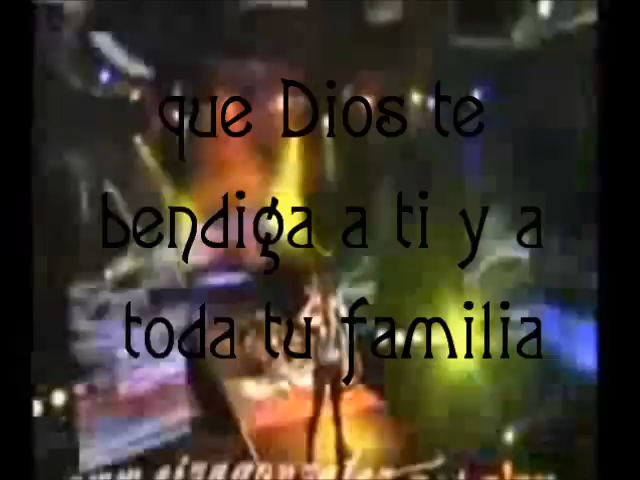 que Dios te
bendiga a ti y a
toda tu familia